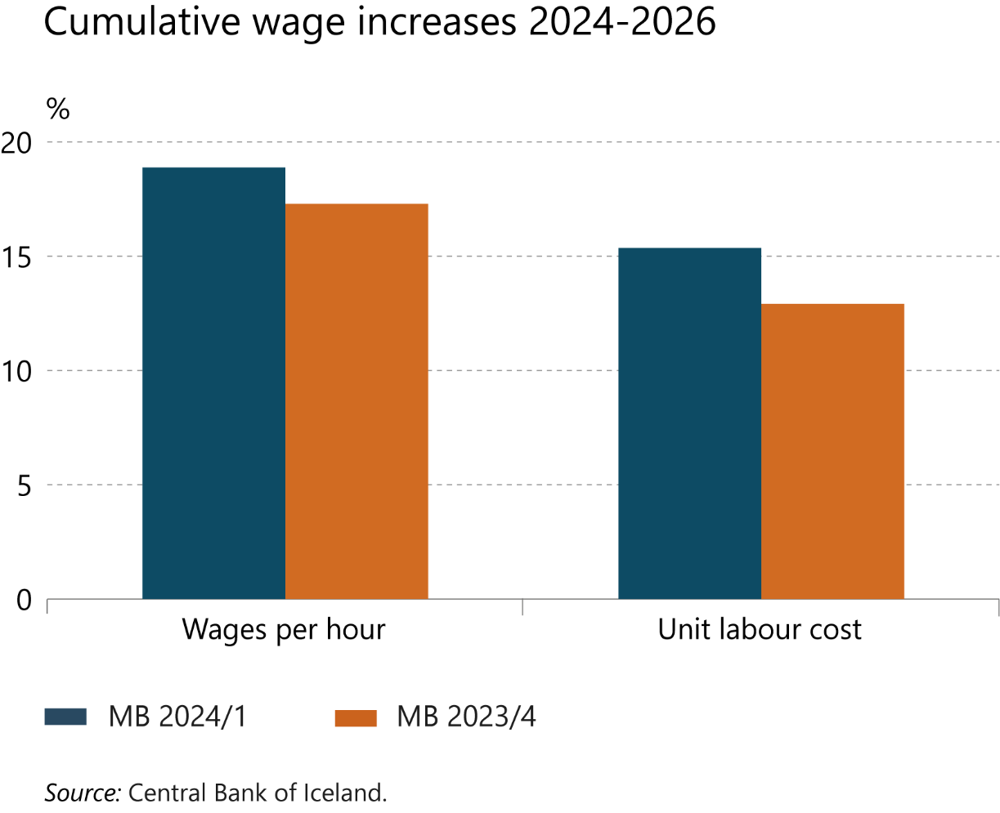 Cumulative wage increases 2024-2026
%
20
15
10
5
0
Wages per hour
Unit labour cost
MB 2024/1
MB 2023/4
Source: Central Bank of Iceland.